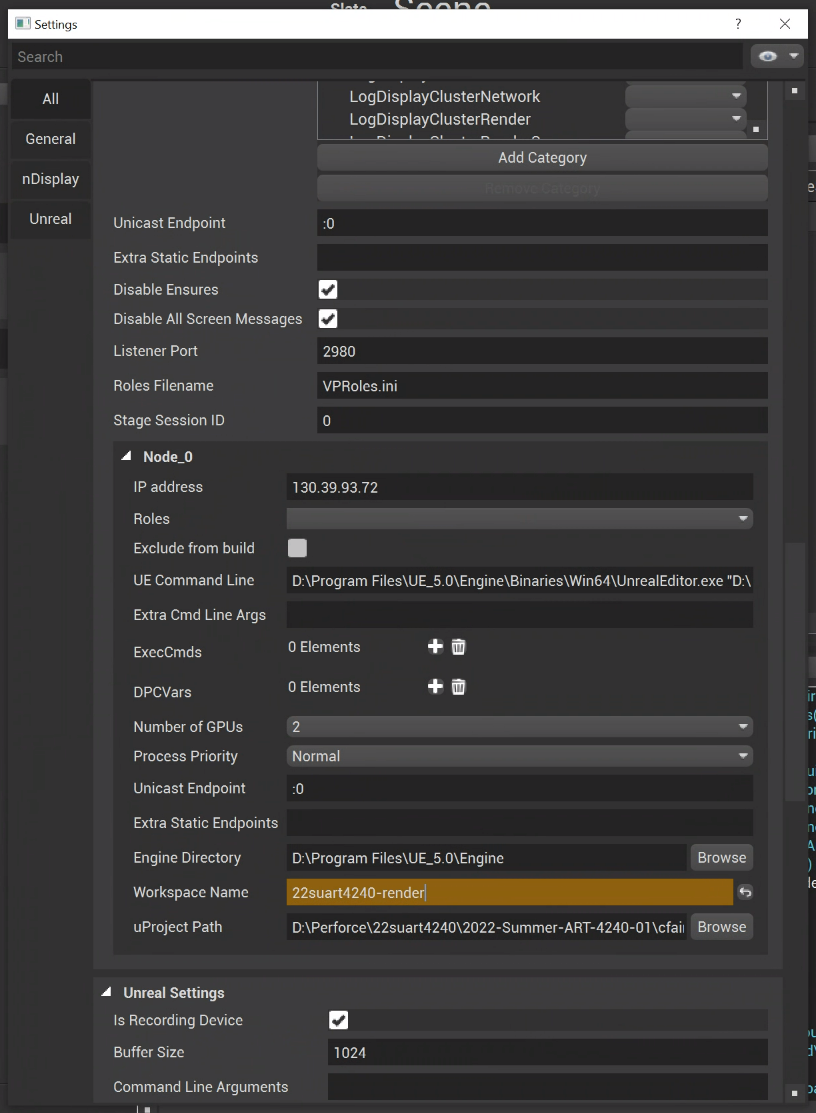 Settings
?
Search
All
General
nDisplay
Unreal
LogDisplayClusterNetwork
LogDisplayClusterRender
Add Category
Remove Category
Unicast Endpoint :0
Extra Static Endpoints
Disable Ensures
Disable All Screen Messages
Listener Port 2980
Roles Filename VPRoles.ini
Stage Session ID 0
Node_0
IP address 130.39.93.72
Roles
Exclude from build
UE Command Line D:\Program Files\UE_5.0\Engine\Binaries\Win64\UnrealEditor.exe "D:\
Extra Cmd Line Args
ExecCmds 0 Elements
DPCVars 0 Elements
Number of GPUs 2
Process Priority Normal
Unicast Endpoint :0
Extra Static Endpoints
Engine Directory D:\Program Files\UE_5.0\Engine Browse
Workspace Name 22suart4240-render
uProject Path D:\Perforce\22suart4240\2022-Summer-ART-4240-01\cfair Browse
Unreal Settings
Is Recording Device
Buffer Size 1024
Command Line Arguments